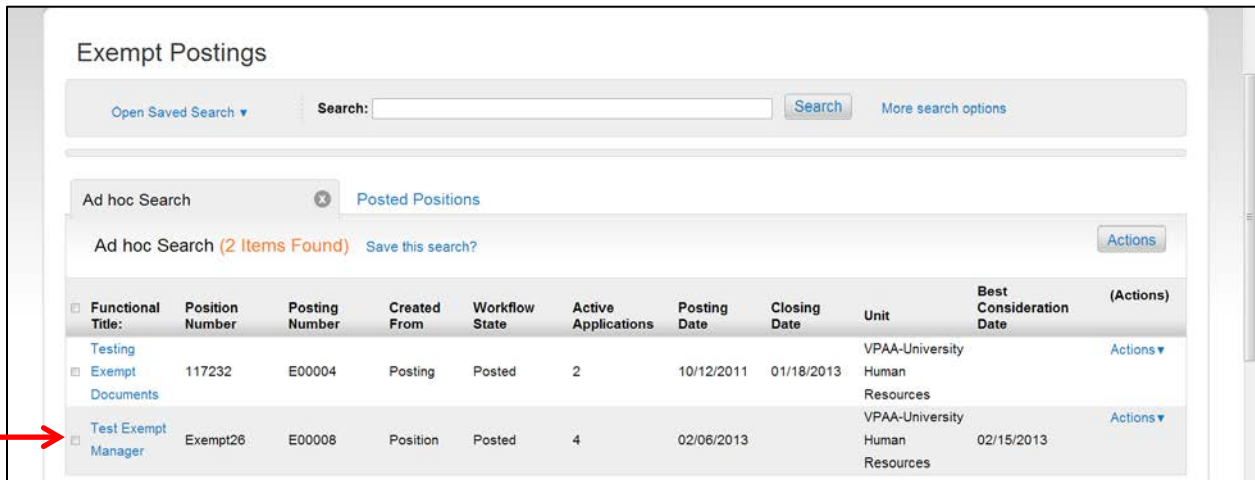 Exempt Postings
Open Saved Search ▾ Search: Search More search options
Ad hoc Search x Posted Positions
Ad hoc Search (2 Items Found) Save this search? Actions
Functional Title: Position Number Posting Number Created From Workflow State Active Applications Posting Date Closing Date Unit Best Consideration Date (Actions)
Testing Exempt Documents 117232 E00004 Posting Posted 2 10/12/2011 01/18/2013 VPAA-University Human Resources Actions ▾
Test Exempt Manager Exempt26 E00008 Position Posted 4 02/06/2013 VPAA-University Human Resources 02/15/2013 Actions ▾